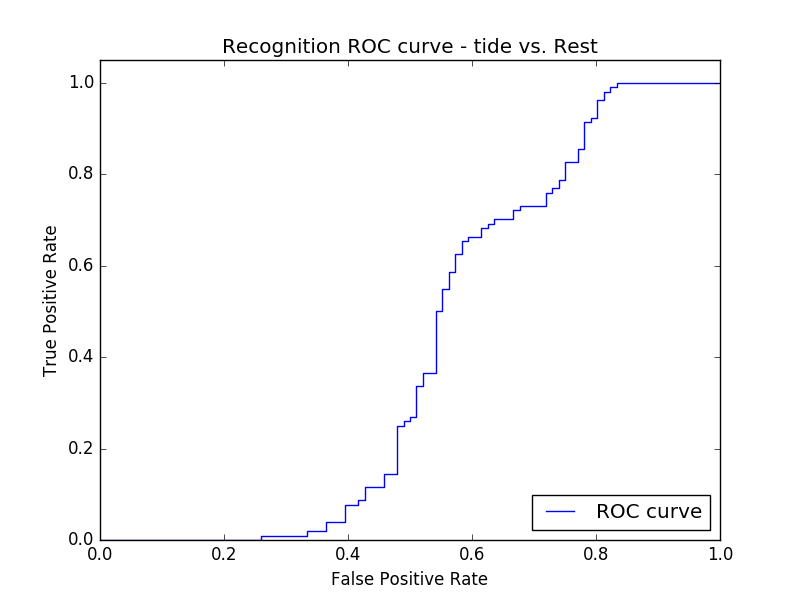 Recognition ROC curve - tide vs. Rest
1.0
0.8
0.6
0.4
0.2
0.0
True Positive Rate
0.0 0.2 0.4 0.6 0.8 1.0
False Positive Rate
ROC curve